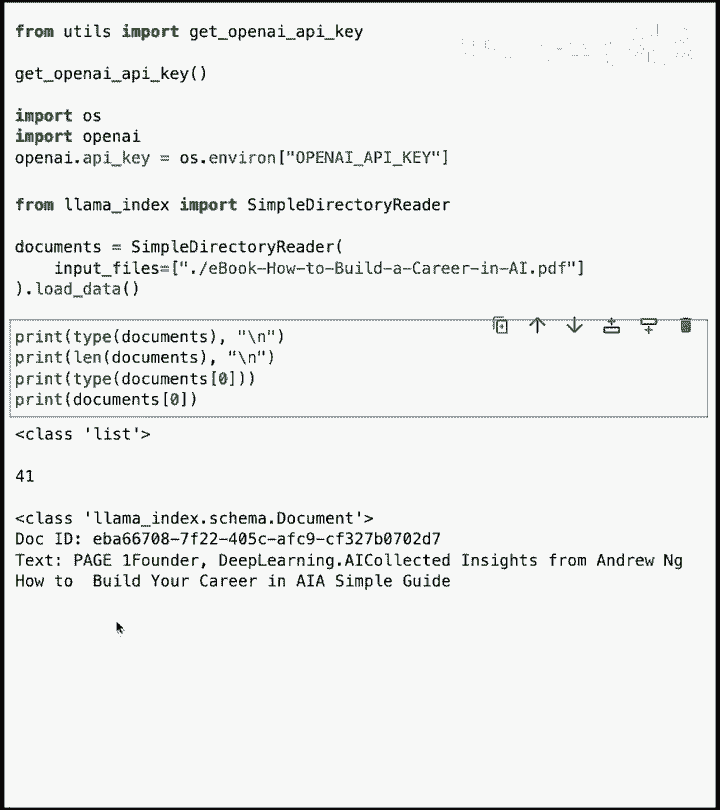 from utils import get_openai_api_key
get_openai_api_key()
import os
import openai
openai.api_key = os.environ["OPENAI_API_KEY"]
from llama_index import SimpleDirectoryReader
documents = SimpleDirectoryReader(
    input_files=["./eBook-How-to-Build-a-Career-in-AI.pdf"]
).load_data()
print(type(documents), "\n")
print(len(documents), "\n")
print(type(documents[0]))
print(documents[0])
<class 'list'>
41
<class 'llama_index.schema.Document'>
Doc ID: eba66708-7f22-405c-afc9-cf327b0702d7
Text: PAGE 1Founder, DeepLearning.AICollected Insights from Andrew Ng
How to  Build Your Career in AIA Simple Guide